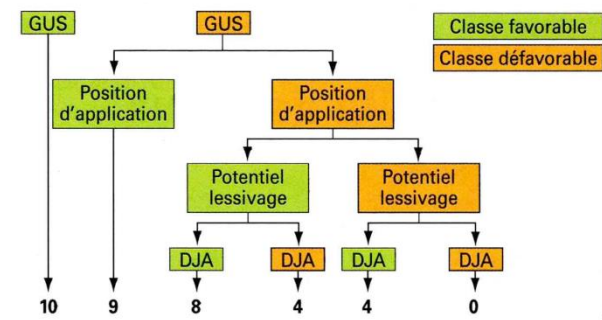 GUS
GUS
Classe favorable
Classe défavorable
Position
d'application
Position
d'application
Potentiel
lessivage
Potentiel
lessivage
DJA
DJA
DJA
DJA
10
9
8
4
4
0